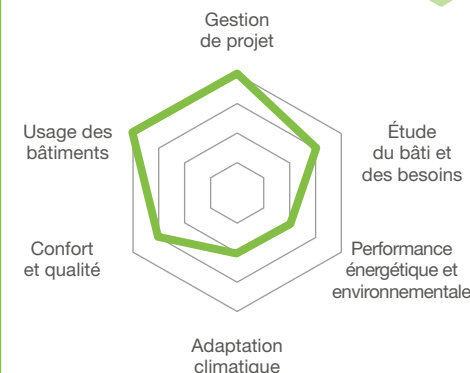 Gestion
de projet
Usage des
bâtiments
Étude
du bâti et
des besoins
Confort
et qualité
Performance
énergétique et
environnementale
Adaptation
climatique